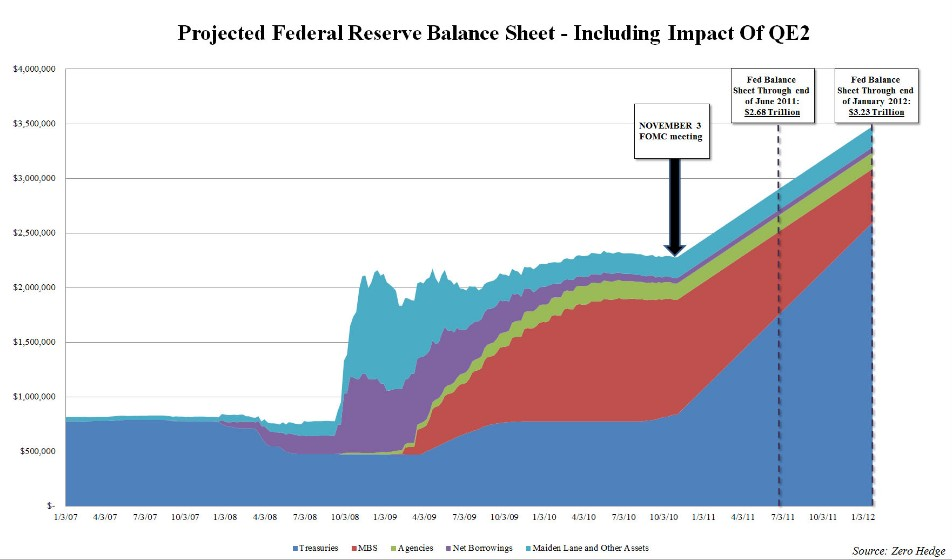 Projected Federal Reserve Balance Sheet - Including Impact Of QE2
$4,000,000
$3,500,000
$3,000,000
$2,500,000
$2,000,000
$1,500,000
$1,000,000
$500,000
$-
NOVEMBER 3
FOMC meeting
Fed Balance
Sheet Through end
of June 2011:
$2.68 Trillion
Fed Balance
Sheet Through end
of January 2012:
$3.23 Trillion
1/3/07 4/3/07 7/3/07 10/3/07 1/3/08 4/3/08 7/3/08 10/3/08 1/3/09 4/3/09 7/3/09 10/3/09 1/3/10 4/3/10 7/3/10 10/3/10 1/3/11 4/3/11 7/3/11 10/3/11 1/3/12
Treasuries MBS Agencies Net Borrowings Maiden Lane and Other Assets
Source: Zero Hedge